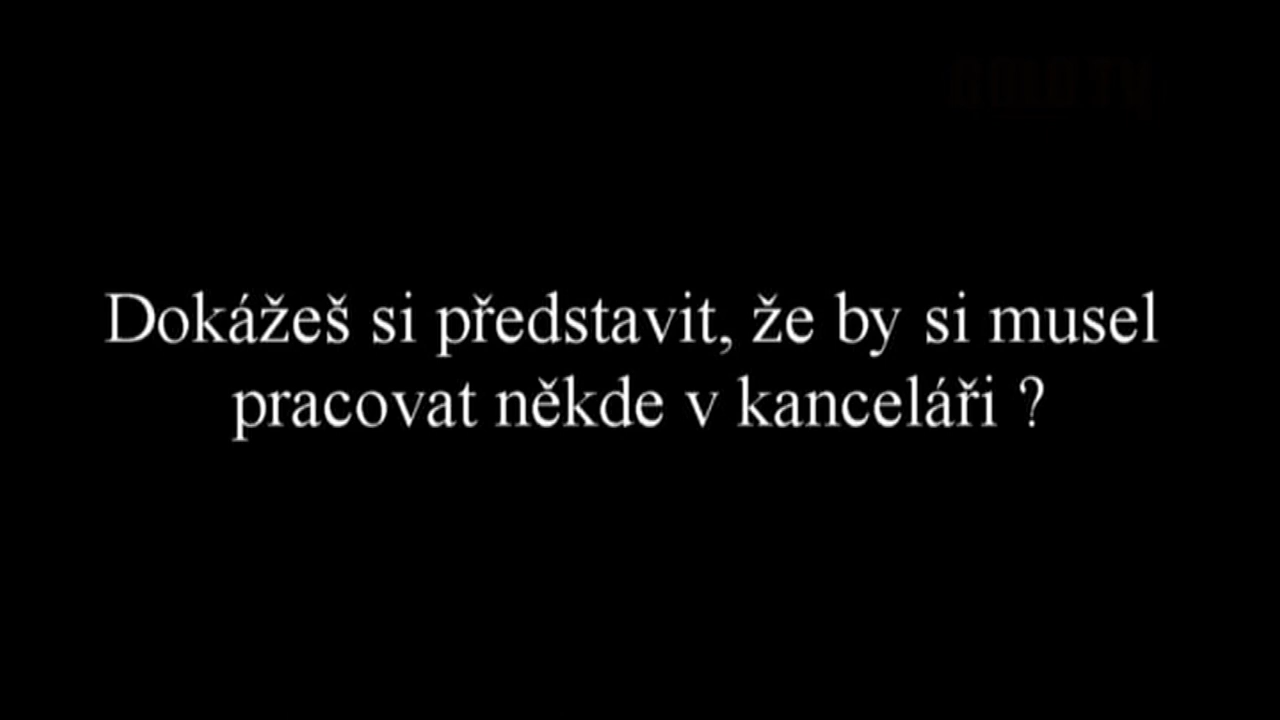 Dokážeš si představit, že by si musel
pracovat někde v kanceláři ?